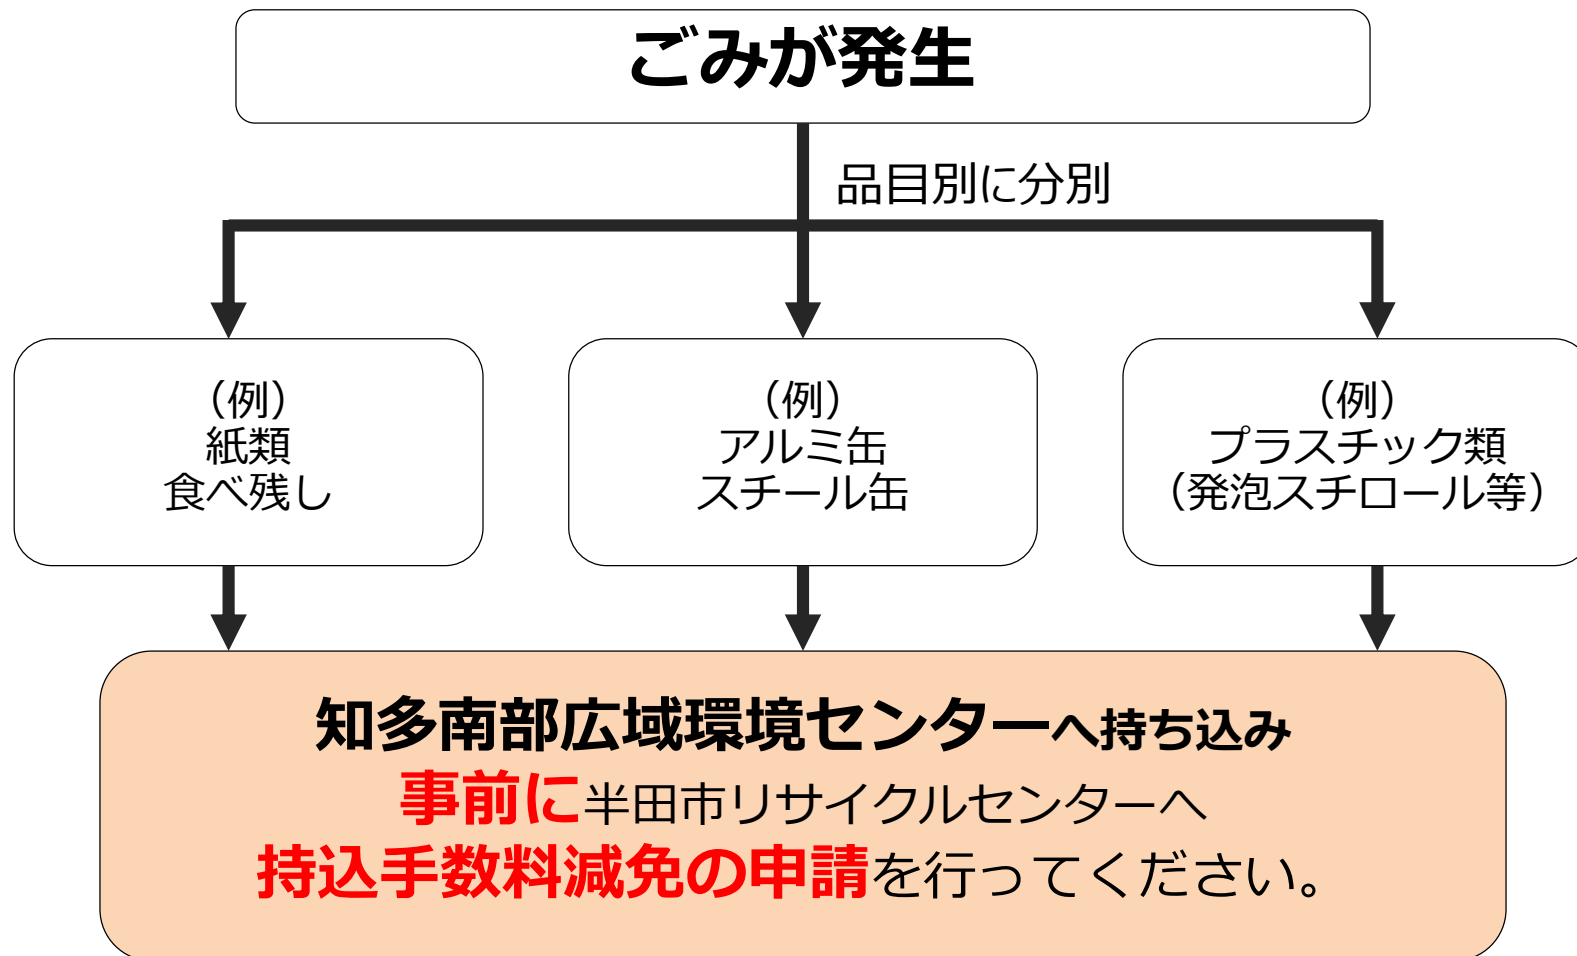 ごみが発生
品目別に分別
（例）
紙類
食べ残し
（例）
アルミ缶
スチール缶
（例）
プラスチック類
（発泡スチロール等）
知多南部広域環境センターへ持ち込み
事前に半田市リサイクルセンターへ
持込手数料減免の申請を行ってください。